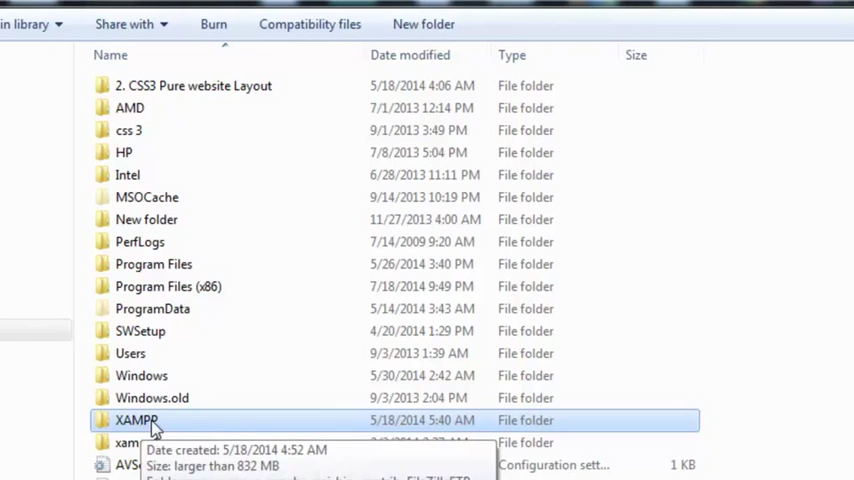 in library Share with Burn Compatibility files New folder
Name Date modified Type Size
2. CSS3 Pure website Layout 5/18/2014 4:06 AM File folder
AMD 7/1/2013 12:14 PM File folder
css 3 9/1/2013 3:49 PM File folder
HP 7/8/2013 5:04 PM File folder
Intel 6/28/2013 11:11 PM File folder
MSOCache 9/14/2013 10:19 PM File folder
New folder 11/27/2013 4:00 AM File folder
PerfLogs 7/14/2009 9:20 AM File folder
Program Files 5/26/2014 3:40 PM File folder
Program Files (x86) 7/18/2014 9:49 PM File folder
ProgramData 5/14/2014 3:43 AM File folder
SWSetup 4/20/2014 1:29 PM File folder
Users 9/3/2013 1:39 AM File folder
Windows 5/30/2014 2:42 AM File folder
Windows.old 9/3/2013 2:04 PM File folder
XAMPP 5/18/2014 5:40 AM File folder
xam File folder
Date created: 5/18/2014 4:52 AM
AVS Size: larger than 832 MB Configuration sett... 1 KB